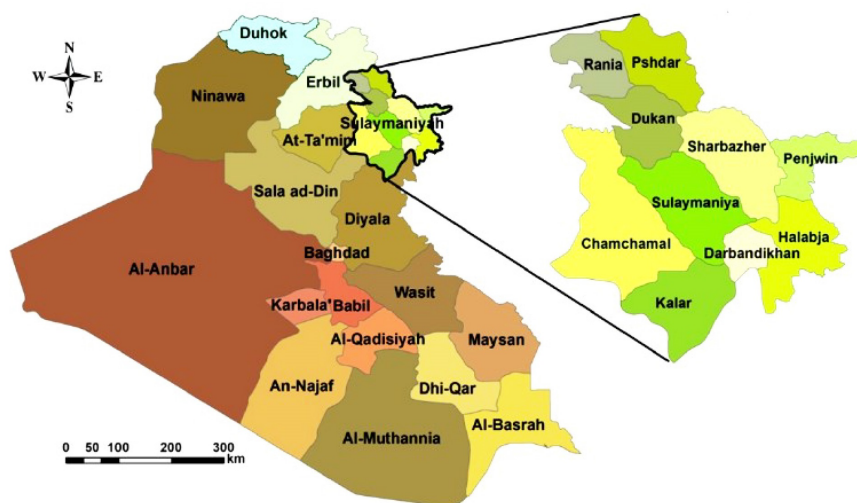 N
W E
S
Duhok
Erbil
Ninawa
Sulaymaniyah
At-Ta'mim
Sala ad-Din
Diyala
Al-Anbar
Baghdad
Wasit
Karbala'
Babil
Al-Qadisiyah
Maysan
An-Najaf
Dhi-Qar
Al-Basrah
Al-Muthannia
0 50 100 200 300
km
Rania
Pshdar
Dukan
Sharbazher
Penjwin
Sulaymaniya
Chamchamal
Darbandikhan
Halabja
Kalar